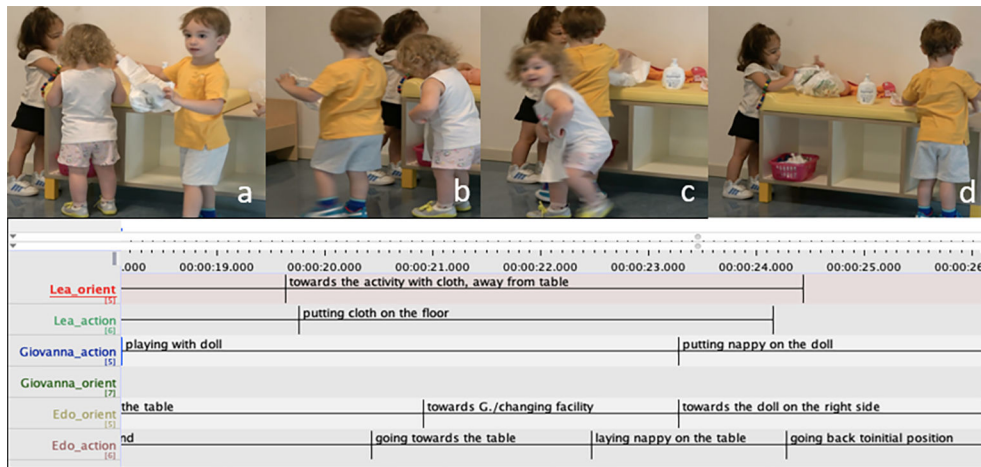 a
b
c
d
.000 00:00:19.000 00:00:20.000 00:00:21.000 00:00:22.000 00:00:23.000 00:00:24.000 00:00:25.000 00:00:26
Lea_orient towards the activity with cloth, away from table
[5]
Lea_action putting cloth on the floor
[6]
Giovanna_action playing with doll putting nappy on the doll
[5]
Giovanna_orient
[7]
Edo_orient the table towards G./changing facility towards the doll on the right side
[5]
Edo_action nd going towards the table laying nappy on the table going back toinitial position
[6]